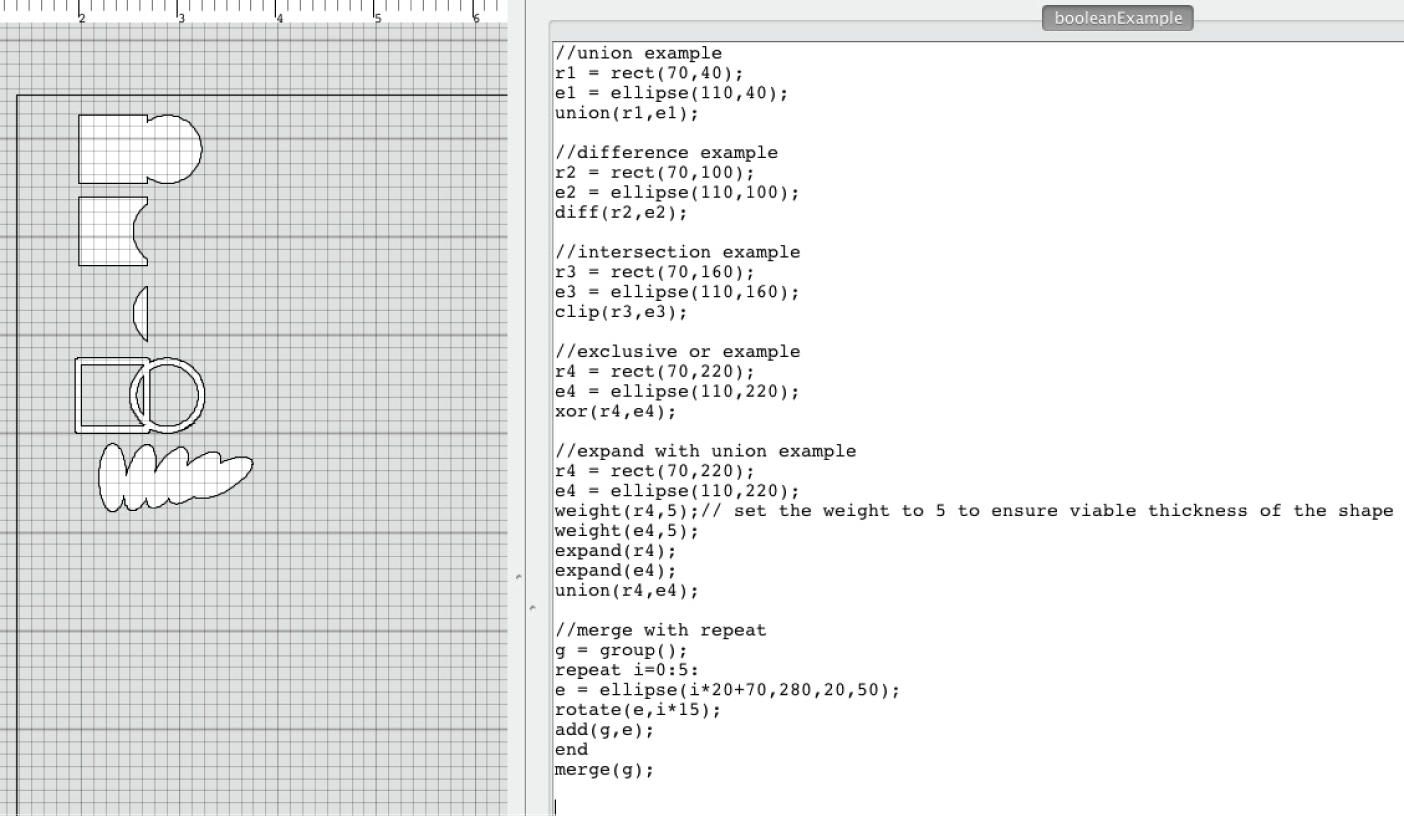 2 3 4 5 6
booleanExample
//union example
r1 = rect(70,40);
e1 = ellipse(110,40);
union(r1,e1);
//difference example
r2 = rect(70,100);
e2 = ellipse(110,100);
diff(r2,e2);
//intersection example
r3 = rect(70,160);
e3 = ellipse(110,160);
clip(r3,e3);
//exclusive or example
r4 = rect(70,220);
e4 = ellipse(110,220);
xor(r4,e4);
//expand with union example
r4 = rect(70,220);
e4 = ellipse(110,220);
weight(r4,5);// set the weight to 5 to ensure viable thickness of the shape
weight(e4,5);
expand(r4);
expand(e4);
union(r4,e4);
//merge with repeat
g = group();
repeat i=0:5:
e = ellipse(i*20+70,280,20,50);
rotate(e,i*15);
add(g,e);
end
merge(g);